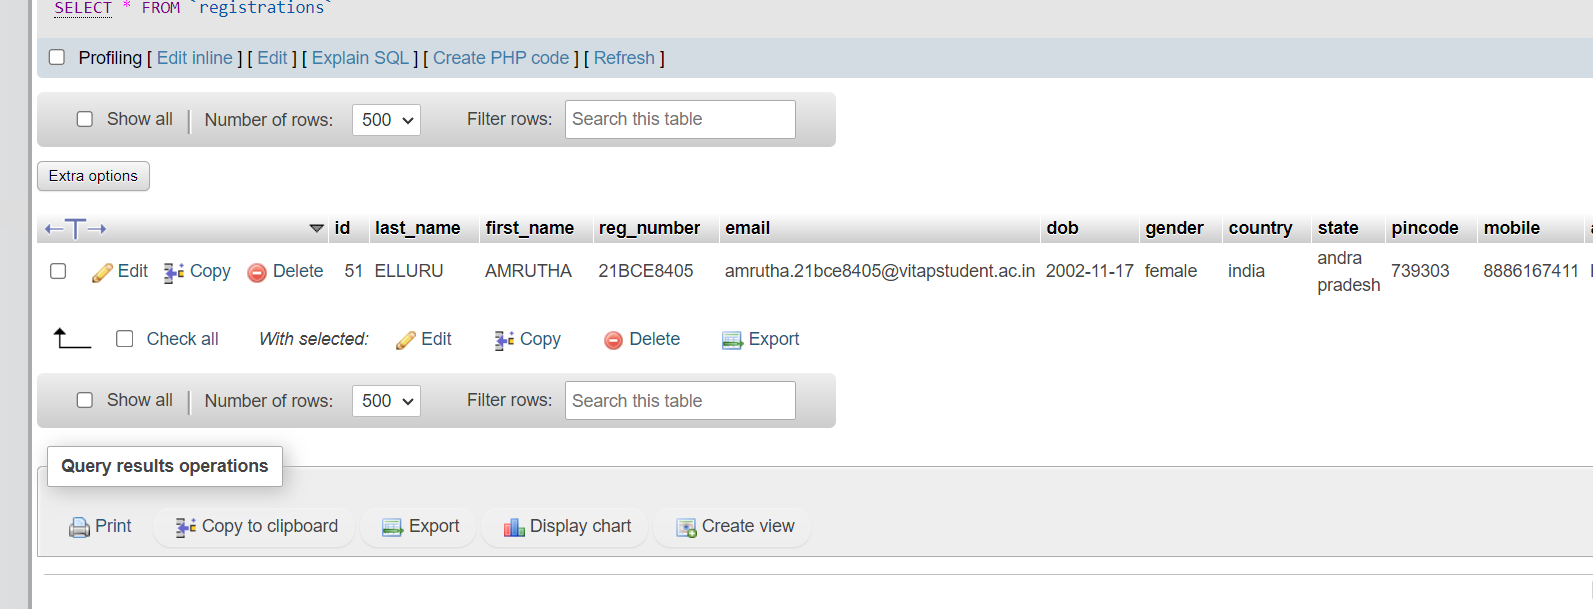 SELECT * FROM `registrations`
Profiling [ Edit inline ] [ Edit ] [ Explain SQL ] [ Create PHP code ] [ Refresh ]
Show all Number of rows: 500 Filter rows: Search this table
Extra options
id last_name first_name reg_number email dob gender country state pincode mobile
Edit Copy Delete 51 ELLURU AMRUTHA 21BCE8405 amrutha.21bce8405@vitapstudent.ac.in 2002-11-17 female india andra 739303 8886167411
pradesh
Check all With selected: Edit Copy Delete Export
Show all Number of rows: 500 Filter rows: Search this table
Query results operations
Print Copy to clipboard Export Display chart Create view